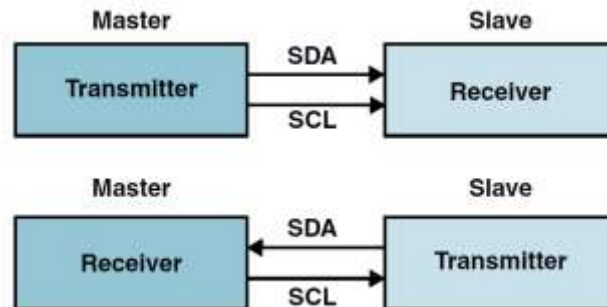 Master
Slave
Transmitter
SDA
SCL
Receiver
Master
Slave
Receiver
SDA
SCL
Transmitter